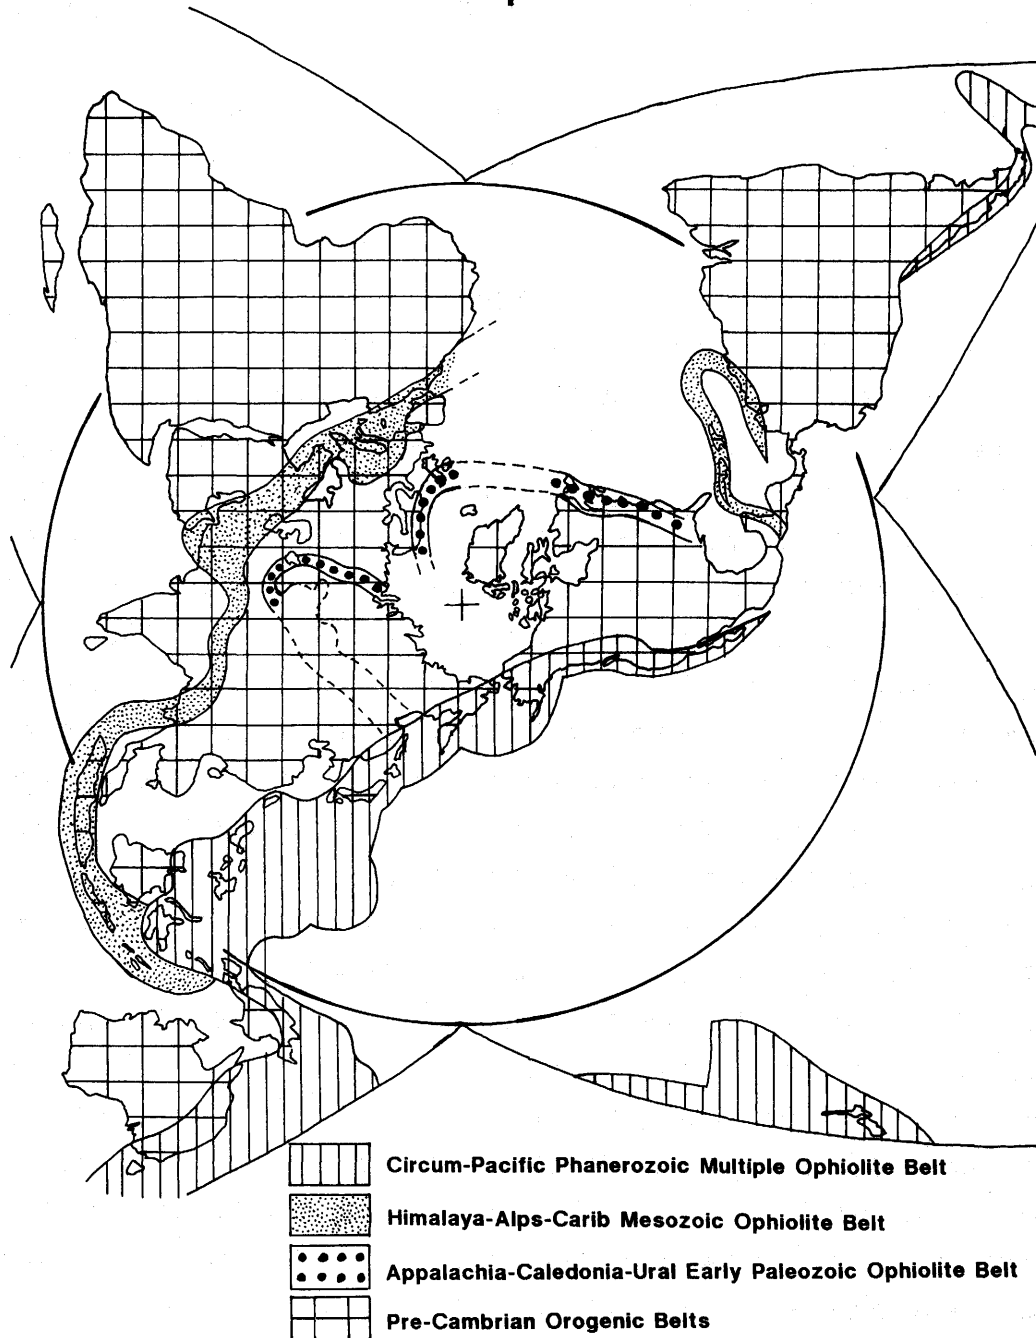 Circum-Pacific Phanerozoic Multiple Ophiolite Belt
Himalaya-Alps-Carib Mesozoic Ophiolite Belt
Appalachia-Caledonia-Ural Early Paleozoic Ophiolite Belt
Pre-Cambrian Orogenic Belts